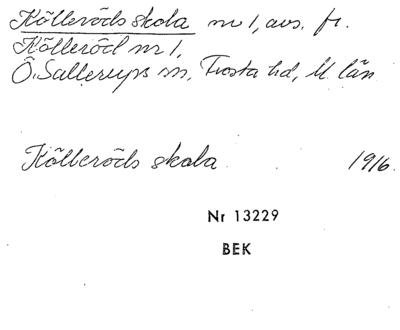 Kölleröds skola nr 1, avs. fr.
Kölleröd nr 1,
Ö. Sallerups sn, Frosta hd, M län
Kölleröds skola 1916.
Nr 13229
BEK